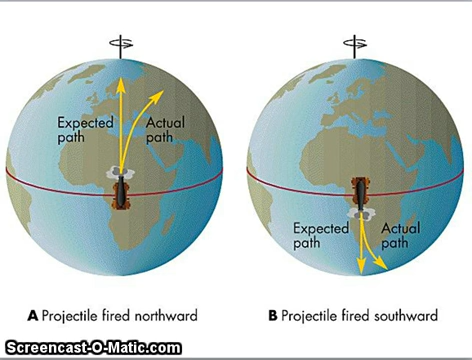 Expected path
Actual path
Expected path
Actual path
A Projectile fired northward
B Projectile fired southward
Screencast-O-Matic.com